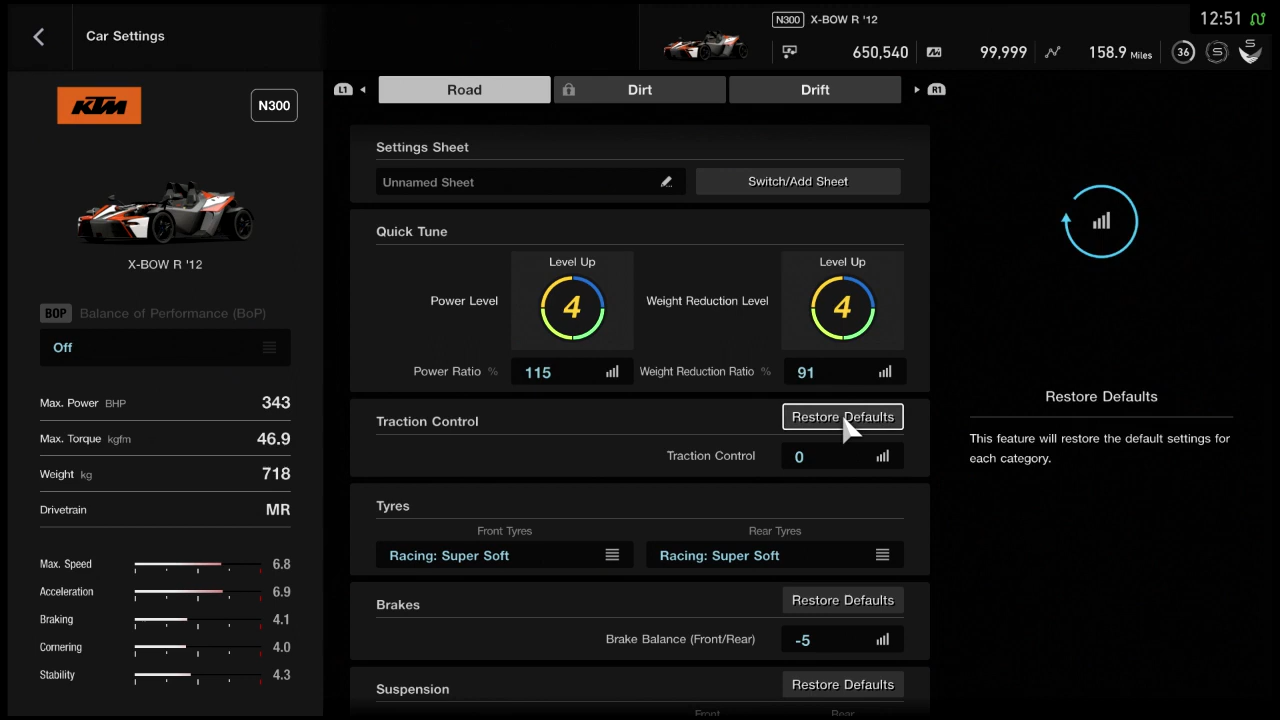 Car Settings
N300 X-BOW R '12
12:51
650,540 99,999 158.9 Miles 36 S S
KTM N300
L1 Road Dirt Drift R1
Settings Sheet
Unnamed Sheet Switch/Add Sheet
Quick Tune
Level Up Level Up
Power Level 4 Weight Reduction Level 4
Power Ratio % 115 Weight Reduction Ratio % 91
X-BOW R '12
BOP Balance of Performance (BoP)
Off
Max. Power BHP 343
Max. Torque kgfm 46.9
Weight kg 718
Drivetrain MR
Max. Speed 6.8
Acceleration 6.9
Braking 4.1
Cornering 4.0
Stability 4.3
Traction Control Restore Defaults
Traction Control 0
Tyres
Front Tyres Rear Tyres
Racing: Super Soft Racing: Super Soft
Brakes Restore Defaults
Brake Balance (Front/Rear) -5
Suspension Restore Defaults
Front Rear
Restore Defaults
This feature will restore the default settings for
each category.